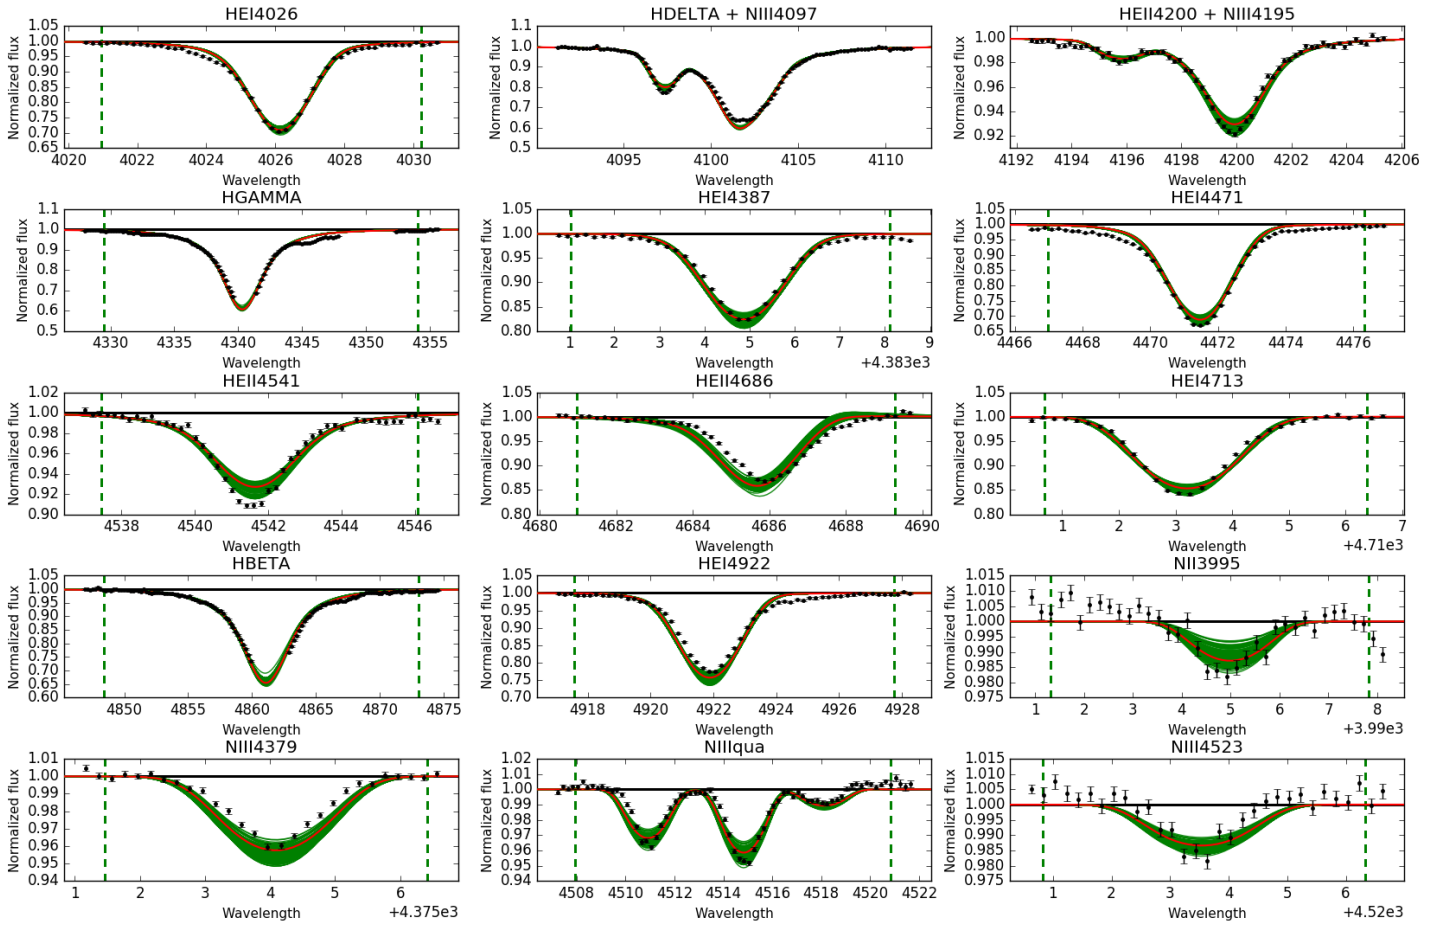 HEI4026
Normalized flux
1.05
1.00
0.95
0.90
0.85
0.80
0.75
0.70
0.65
4020 4022 4024 4026 4028 4030
Wavelength
HDELTA + NIII4097
Normalized flux
1.1
1.0
0.9
0.8
0.7
0.6
0.5
4095 4100 4105 4110
Wavelength
HEII4200 + NIII4195
Normalized flux
1.00
0.98
0.96
0.94
0.92
4192 4194 4196 4198 4200 4202 4204 4206
Wavelength
HGAMMA
Normalized flux
1.1
1.0
0.9
0.8
0.7
0.6
0.5
4330 4335 4340 4345 4350 4355
Wavelength
HEI4387
Normalized flux
1.05
1.00
0.95
0.90
0.85
0.80
1 2 3 4 5 6 7 8 9
Wavelength
+4.383e3
HEI4471
Normalized flux
1.05
1.00
0.95
0.90
0.85
0.80
0.75
0.70
0.65
4466 4468 4470 4472 4474 4476
Wavelength
HEII4541
Normalized flux
1.02
1.00
0.98
0.96
0.94
0.92
0.90
4538 4540 4542 4544 4546
Wavelength
HEII4686
Normalized flux
1.05
1.00
0.95
0.90
0.85
0.80
4680 4682 4684 4686 4688 4690
Wavelength
HEI4713
Normalized flux
1.05
1.00
0.95
0.90
0.85
0.80
1 2 3 4 5 6 7
Wavelength
+4.71e3
HBETA
Normalized flux
1.05
1.00
0.95
0.90
0.85
0.80
0.75
0.70
0.65
0.60
4850 4855 4860 4865 4870 4875
Wavelength
HEI4922
Normalized flux
1.05
1.00
0.95
0.90
0.85
0.80
0.75
0.70
4918 4920 4922 4924 4926 4928
Wavelength
NII3995
Normalized flux
1.015
1.010
1.005
1.000
0.995
0.990
0.985
0.980
0.975
1 2 3 4 5 6 7 8
Wavelength
+3.99e3
NIII4379
Normalized flux
1.01
1.00
0.99
0.98
0.97
0.96
0.95
0.94
1 2 3 4 5 6
Wavelength
+4.375e3
NIIIqua
Normalized flux
1.02
1.01
1.00
0.99
0.98
0.97
0.96
0.95
0.94
4508 4510 4512 4514 4516 4518 4520 4522
Wavelength
NIII4523
Normalized flux
1.015
1.010
1.005
1.000
0.995
0.990
0.985
0.980
0.975
1 2 3 4 5 6
Wavelength
+4.52e3